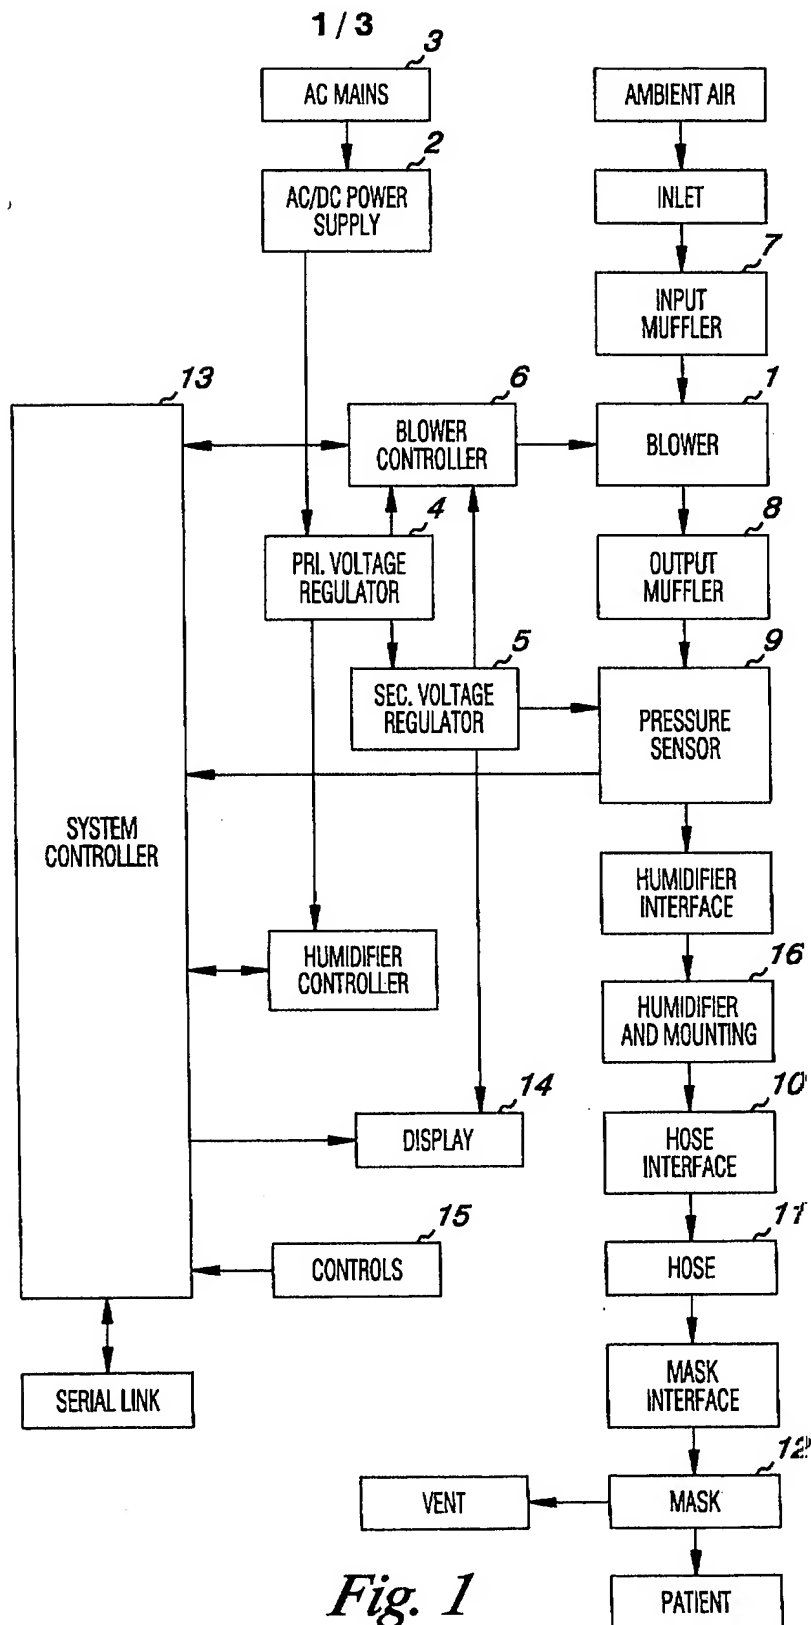 1/3
3
AC MAINS
AMBIENT AIR
2
AC/DC POWER
SUPPLY
INLET
7
INPUT
MUFFLER
13
6
1
BLOWER
CONTROLLER
BLOWER
4
8
PRI. VOLTAGE
REGULATOR
OUTPUT
MUFFLER
5
9
SEC. VOLTAGE
REGULATOR
PRESSURE
SENSOR
SYSTEM
CONTROLLER
HUMIDIFIER
INTERFACE
HUMIDIFIER
CONTROLLER
16
HUMIDIFIER
AND MOUNTING
14
10
DISPLAY
HOSE
INTERFACE
15
11
CONTROLS
HOSE
SERIAL LINK
MASK
INTERFACE
12
VENT
MASK
PATIENT
Fig. 1